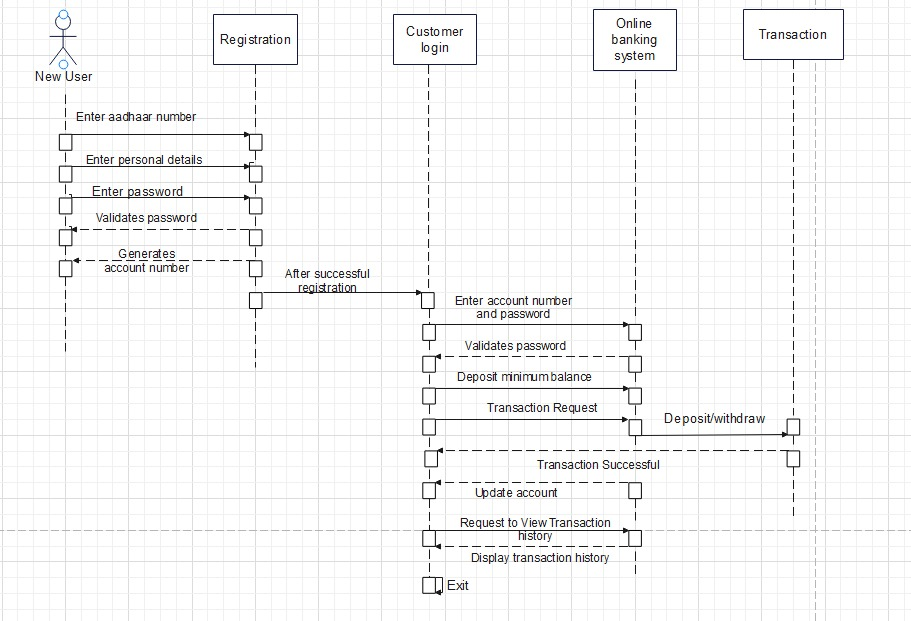 New User
Registration
Customer
login
Online
banking
system
Transaction
Enter aadhaar number
Enter personal details
Enter password
Validates password
Generates
account number
After successful
registration
Enter account number
and password
Validates password
Deposit minimum balance
Transaction Request
Deposit/withdraw
Transaction Successful
Update account
Request to View Transaction
history
Display transaction history
Exit